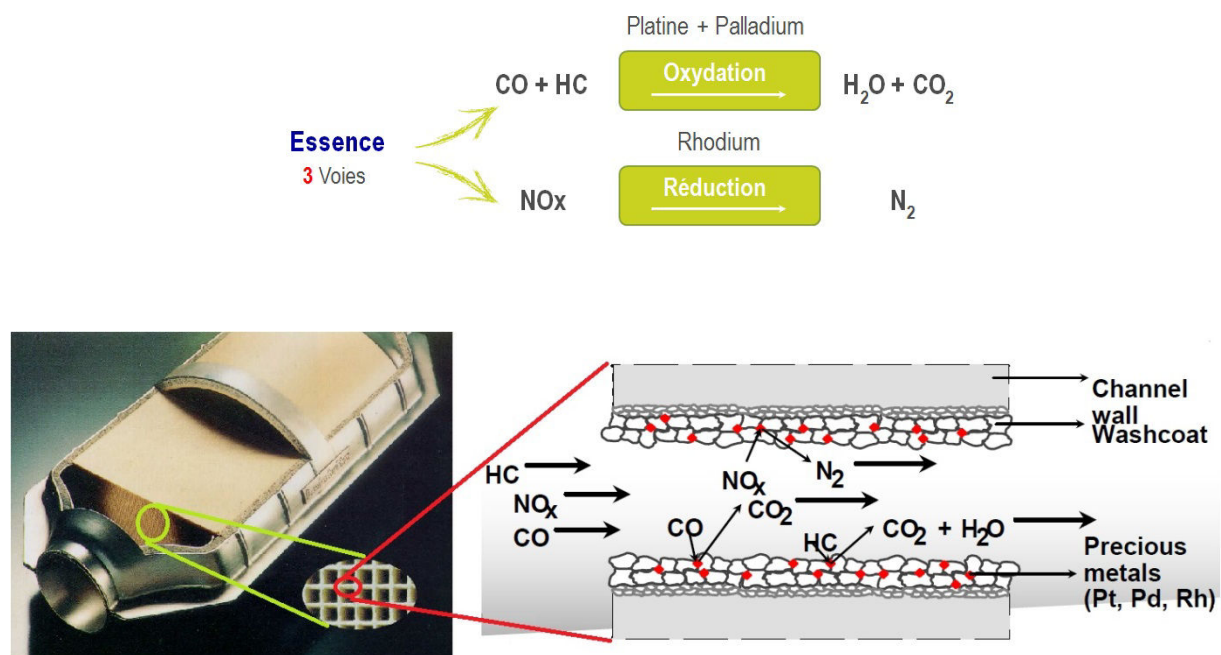 Platine + Palladium
CO + HC
Oxydation
H₂O + CO₂
Essence
3 Voies
Rhodium
NOx
Réduction
N₂
Channel
wall
Washcoat
HC
NOₓ
CO
NOₓ
N₂
CO₂
CO
HC
CO₂ + H₂O
Precious
metals
(Pt, Pd, Rh)